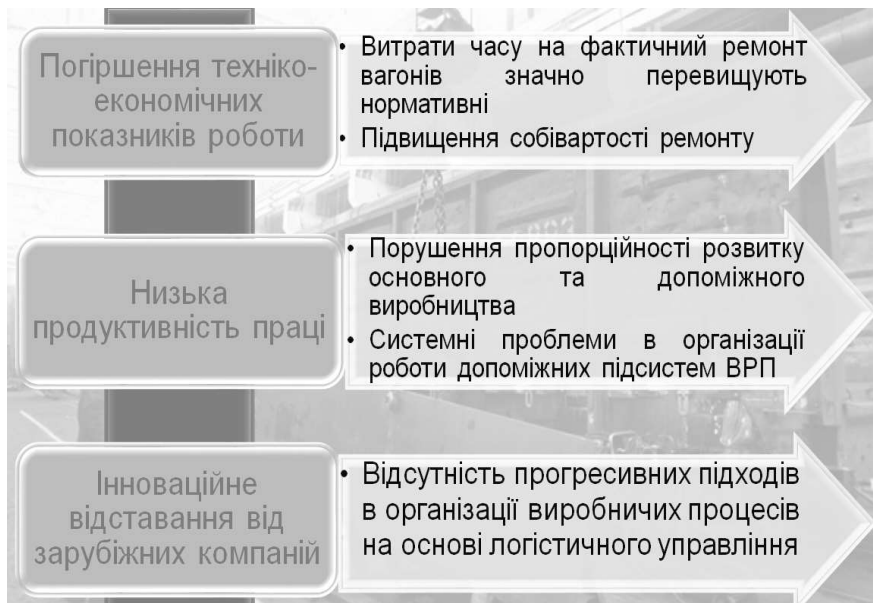 Погіршення техніко-
економічних
показників роботи
• Витрати часу на фактичний ремонт
вагонів значно перевищують
нормативні
• Підвищення собівартості ремонту
Низька
продуктивність праці
• Порушення пропорційності розвитку
основного та допоміжного
виробництва
• Системні проблеми в організації
роботи допоміжних підсистем ВРП
Інноваційне
відставання від
зарубіжних компаній
• Відсутність прогресивних підходів
в організації виробничих процесів
на основі логістичного управління